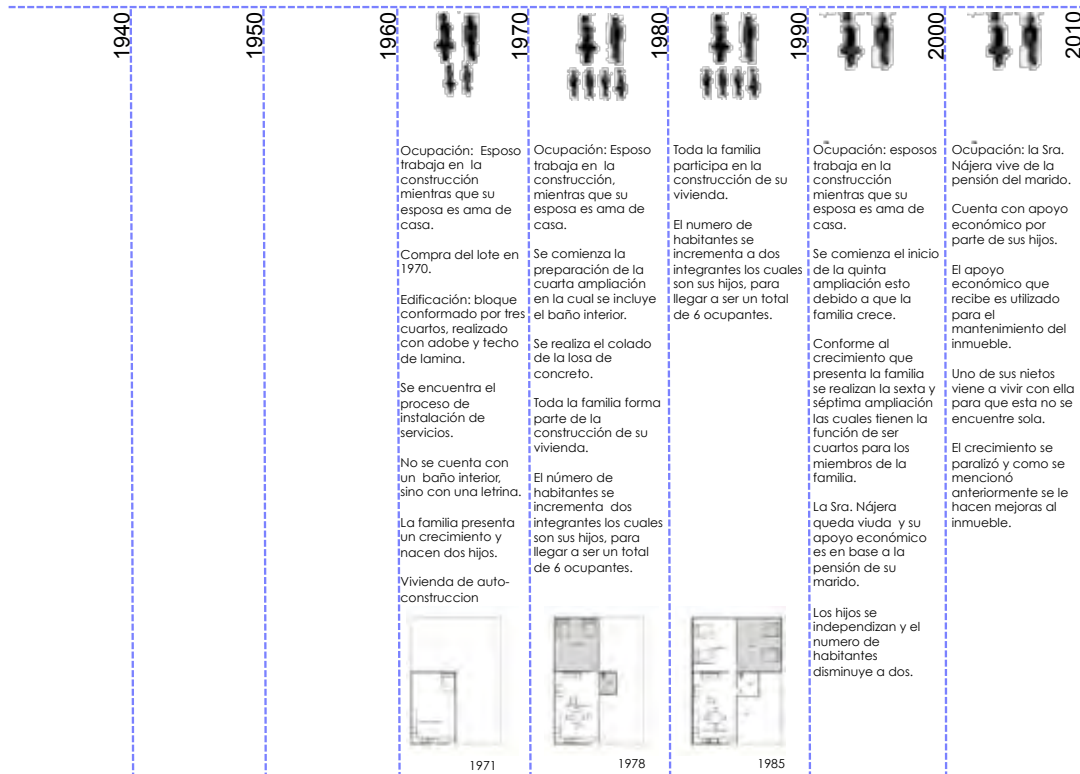 1940
1950
1960
1970
1980
1990
2000
2010
Ocupación: Esposo
trabaja en la
construcción
mientras que su
esposa es ama de
casa.
Compra del lote en
1970.
Edificación: bloque
conformado por tres
cuartos, realizado
con adobe y techo
de lamina.
Se encuentra el
proceso de
instalación de
servicios.
No se cuenta con
un baño interior,
sino con una letrina.
La familia presenta
un crecimiento y
nacen dos hijos.
Vivienda de auto-
construccion
1971
Ocupación: Esposo
trabaja en la
construcción,
mientras que su
esposa es ama de
casa.
Se comienza la
preparación de la
cuarta ampliación
en la cual se incluye
el baño interior.
Se realiza el colado
de la losa de
concreto.
Toda la familia forma
parte de la
construcción de su
vivienda.
El número de
habitantes se
incrementa dos
integrantes los cuales
son sus hijos, para
llegar a ser un total
de 6 ocupantes.
1978
Toda la familia
participa en la
construcción de su
vivienda.
El numero de
habitantes se
incrementa a dos
integrantes los cuales
son sus hijos, para
llegar a ser un total
de 6 ocupantes.
1985
Ocupación: esposos
trabaja en la
construcción
mientras que su
esposa es ama de
casa.
Se comienza el inicio
de la quinta
ampliación esto
debido a que la
familia crece.
Conforme al
crecimiento que
presenta la familia
se realizan la sexta y
séptima ampliación
las cuales tienen la
función de ser
cuartos para los
miembros de la
familia.
La Sra. Nájera
queda viuda y su
apoyo económico
es en base a la
pensión de su
marido.
Los hijos se
independizan y el
numero de
habitantes
disminuye a dos.
Ocupación: la Sra.
Nájera vive de la
pensión del marido.
Cuenta con apoyo
económico por
parte de sus hijos.
El apoyo
económico que
recibe es utilizado
para el
mantenimiento del
inmueble.
Uno de sus nietos
viene a vivir con ella
para que esta no se
encuentre sola.
El crecimiento se
paralizó y como se
mencionó
anteriormente se le
hacen mejoras al
inmueble.